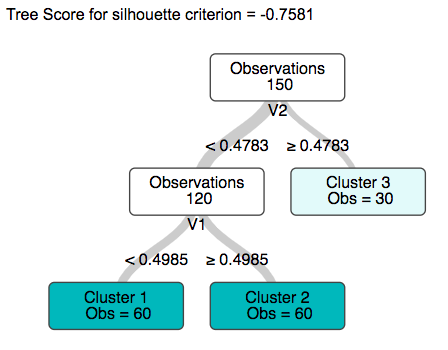 Tree Score for silhouette criterion = -0.7581
Observations
150
V2
< 0.4783 ≥ 0.4783
Observations
120
Cluster 3
Obs = 30
V1
< 0.4985 ≥ 0.4985
Cluster 1
Obs = 60
Cluster 2
Obs = 60